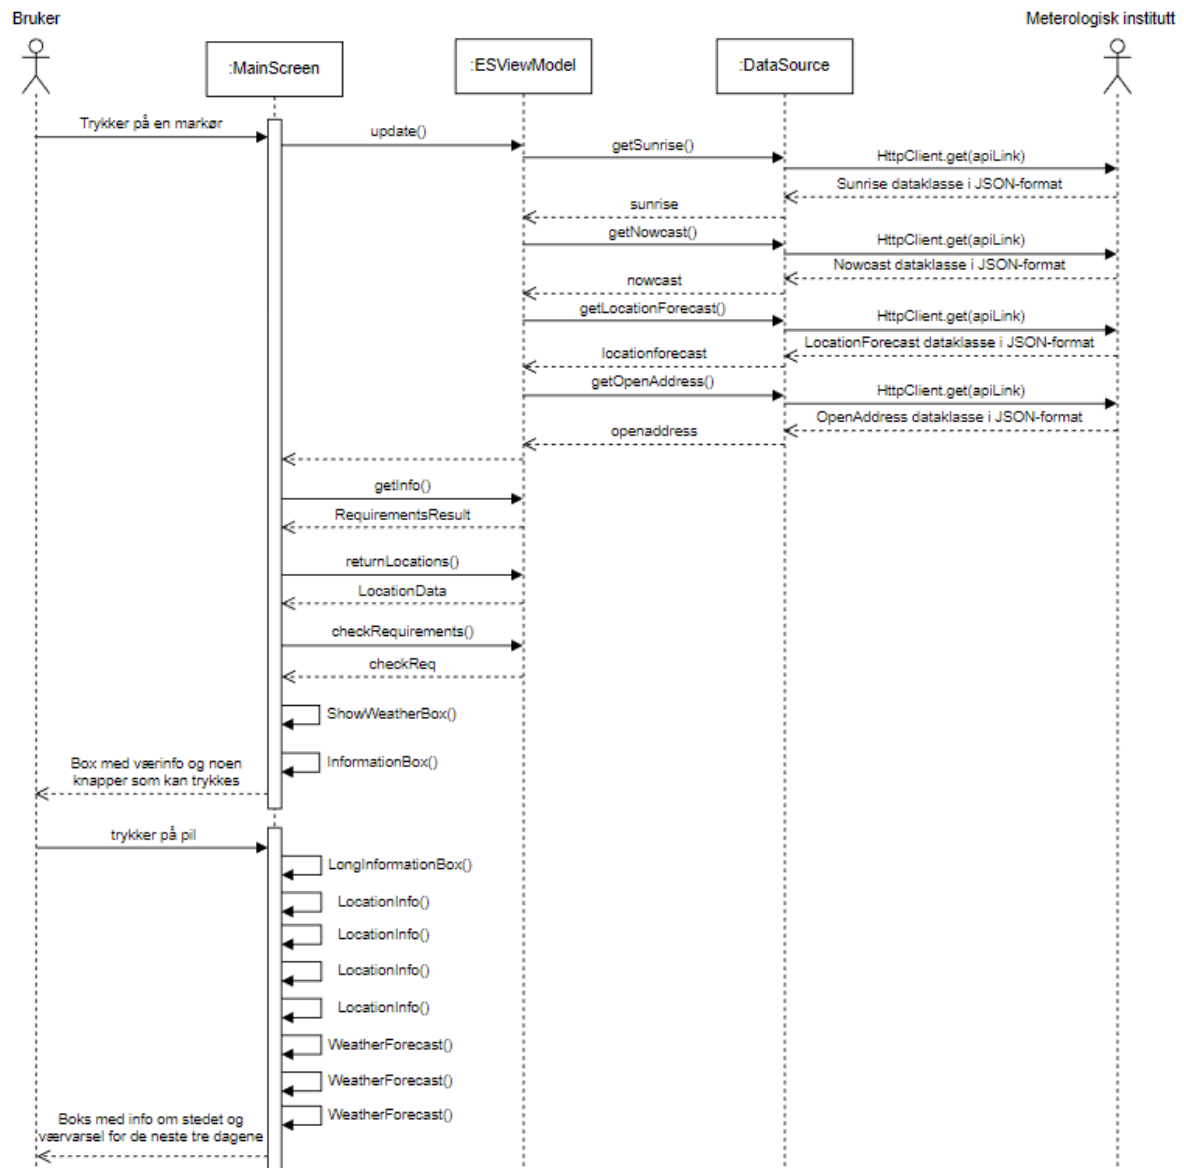 Bruker
Meterologisk institutt
:MainScreen
:ESViewModel
:DataSource
Trykker på en markør
update()
getSunrise()
HttpClient.get(apiLink)
Sunrise dataklasse i JSON-format
sunrise
getNowcast()
HttpClient.get(apiLink)
Nowcast dataklasse i JSON-format
nowcast
getLocationForecast()
HttpClient.get(apiLink)
LocationForecast dataklasse i JSON-format
locationforecast
getOpenAddress()
HttpClient.get(apiLink)
OpenAddress dataklasse i JSON-format
openaddress
getInfo()
RequirementsResult
returnLocations()
LocationData
checkRequirements()
checkReq
ShowWeatherBox()
InformationBox()
Box med værinfo og noen
knapper som kan trykkes
trykker på pil
LongInformationBox()
LocationInfo()
LocationInfo()
LocationInfo()
LocationInfo()
WeatherForecast()
WeatherForecast()
WeatherForecast()
Boks med info om stedet og
værvarsel for de neste tre dagene